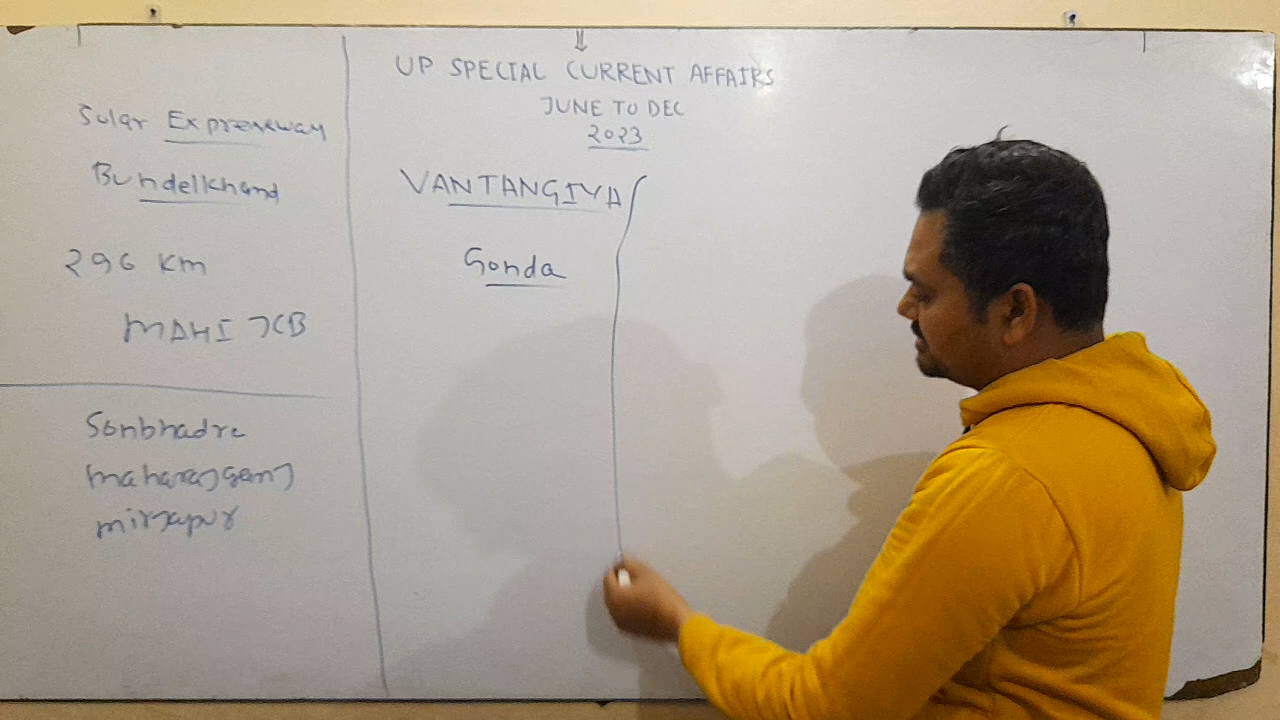 UP SPECIAL CURRENT AFFAIRS
JUNE TO DEC
2023
Solar Expressway
Bundelkhand
296 Km
MAHI JCB
Sonbhadra
maharajganj
mirzapur
VANTANGIYA
Gonda